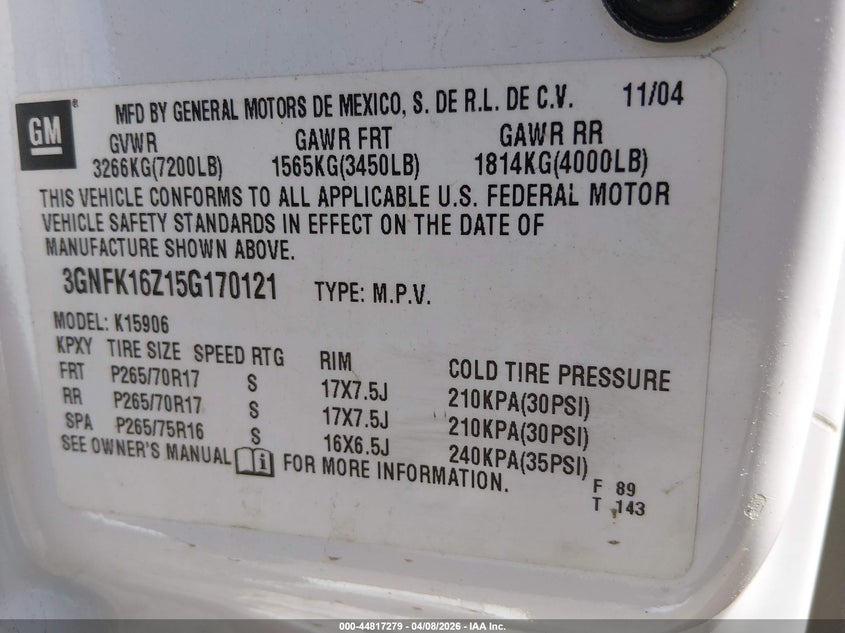 GM ® MFD BY GENERAL MOTORS DE MEXICO, S. DE R.L. DE C.V. 11/04
GVWR GAWR FRT GAWR RR
3266KG(7200LB) 1565KG(3450LB) 1814KG(4000LB)
THIS VEHICLE CONFORMS TO ALL APPLICABLE U.S. FEDERAL MOTOR
VEHICLE SAFETY STANDARDS IN EFFECT ON THE DATE OF
MANUFACTURE SHOWN ABOVE.
3GNFK16Z15G170121 TYPE: M.P.V.
MODEL: K15906
KPXY TIRE SIZE SPEED RTG RIM COLD TIRE PRESSURE
FRT P265/70R17 S 17X7.5J 210KPA(30PSI)
RR P265/70R17 S 17X7.5J 210KPA(30PSI)
SPA P265/75R16 S 16X6.5J 240KPA(35PSI)
SEE OWNER'S MANUAL FOR MORE INFORMATION.
F 89
T 143
000-44817279 - 04/08/2026 - IAA Inc.